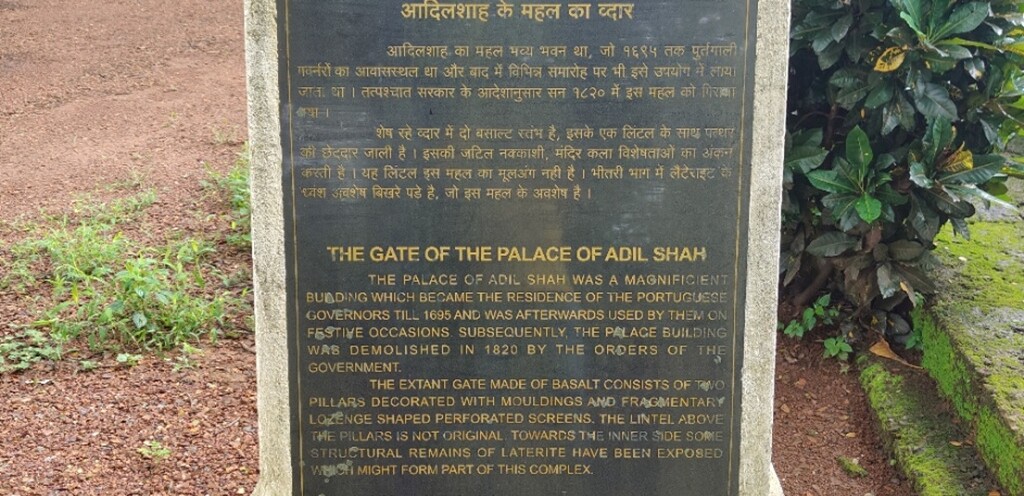 आदिलशाह के महल का व्दार
आदिलशाह का महल भव्य भवन था, जो १६९५ तक पुर्तगाली
गवर्नरों का आवासस्थल था और बाद में विभिन्न समारोह पर भी इसे उपयोग में लाया
जाता था । तत्पश्चात सरकार के आदेशानुसार सन १८२० में इस महल को गिराया
गया ।
शेष रहे व्दार में दो बसाल्ट स्तंभ है, इसके एक लिंटल के साथ पत्थर
की छेददार जाली है । इसकी जटिल नक्काशी, मंदिर कला विशेषताओं का अंकन
करती है । यह लिंटल इस महल का मूलअंग नही है । भीतरी भाग में लैटेराइट के
ध्वंश अवशेष बिखरे पडे है, जो इस महल के अवशेष है ।
THE GATE OF THE PALACE OF ADIL SHAH
THE PALACE OF ADIL SHAH WAS A MAGNIFICIENT
BUILDING WHICH BECAME THE RESIDENCE OF THE PORTUGUESE
GOVERNORS TILL 1695 AND WAS AFTERWARDS USED BY THEM ON
FESTIVE OCCASIONS. SUBSEQUENTLY, THE PALACE BUILDING
WAS DEMOLISHED IN 1820 BY THE ORDERS OF THE
GOVERNMENT.
THE EXTANT GATE MADE OF BASALT CONSISTS OF TWO
PILLARS DECORATED WITH MOULDINGS AND FRAGMENTARY
LOZENGE SHAPED PERFORATED SCREENS. THE LINTEL ABOVE
THE PILLARS IS NOT ORIGINAL. TOWARDS THE INNER SIDE SOME
STRUCTURAL REMAINS OF LATERITE HAVE BEEN EXPOSED
WHICH MIGHT FORM PART OF THIS COMPLEX.